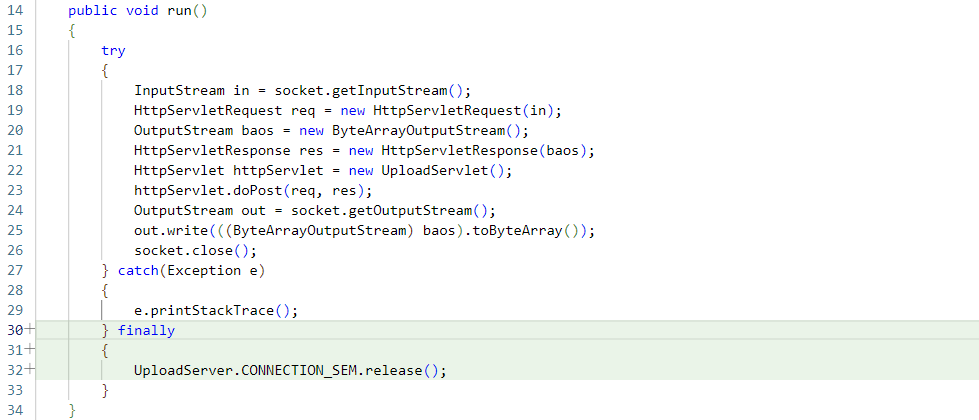 14 public void run()
15 {
16 try
17 {
18 InputStream in = socket.getInputStream();
19 HttpServletRequest req = new HttpServletRequest(in);
20 OutputStream baos = new ByteArrayOutputStream();
21 HttpServletResponse res = new HttpServletResponse(baos);
22 HttpServlet httpServlet = new UploadServlet();
23 httpServlet.doPost(req, res);
24 OutputStream out = socket.getOutputStream();
25 out.write(((ByteArrayOutputStream) baos).toByteArray());
26 socket.close();
27 } catch(Exception e)
28 {
29 e.printStackTrace();
30+ } finally
31+ {
32+ UploadServer.CONNECTION_SEM.release();
33 }
34 }